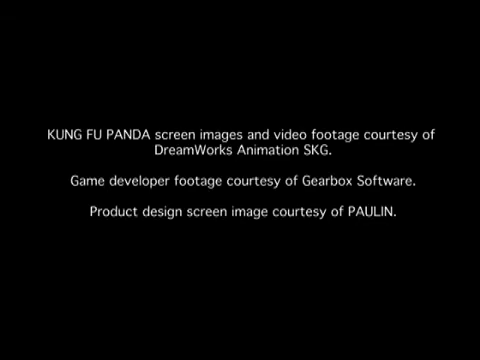 KUNG FU PANDA screen images and video footage courtesy of
DreamWorks Animation SKG.
Game developer footage courtesy of Gearbox Software.
Product design screen image courtesy of PAULIN.